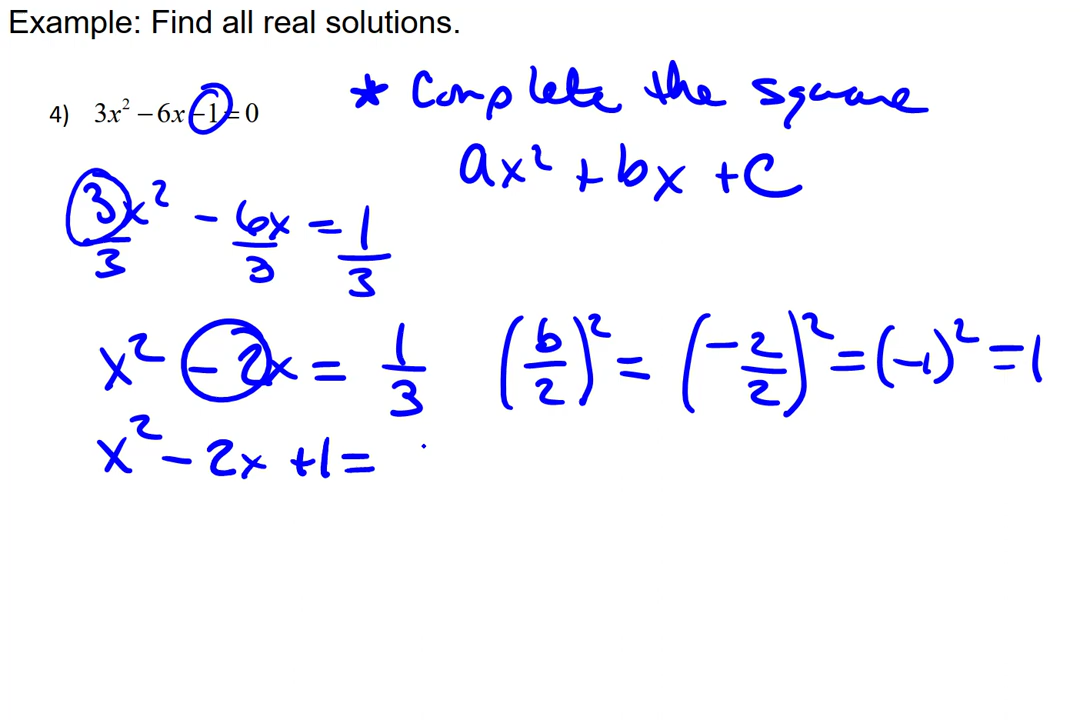 Example: Find all real solutions.
* Complete the square
4) 3x² − 6x − 1 = 0
ax² + bx + C
3x²/3 − 6x/3 = 1/3
x² − 2x = 1/3 (b/2)² = (−2/2)² = (−1)² = 1
x² − 2x + 1 =